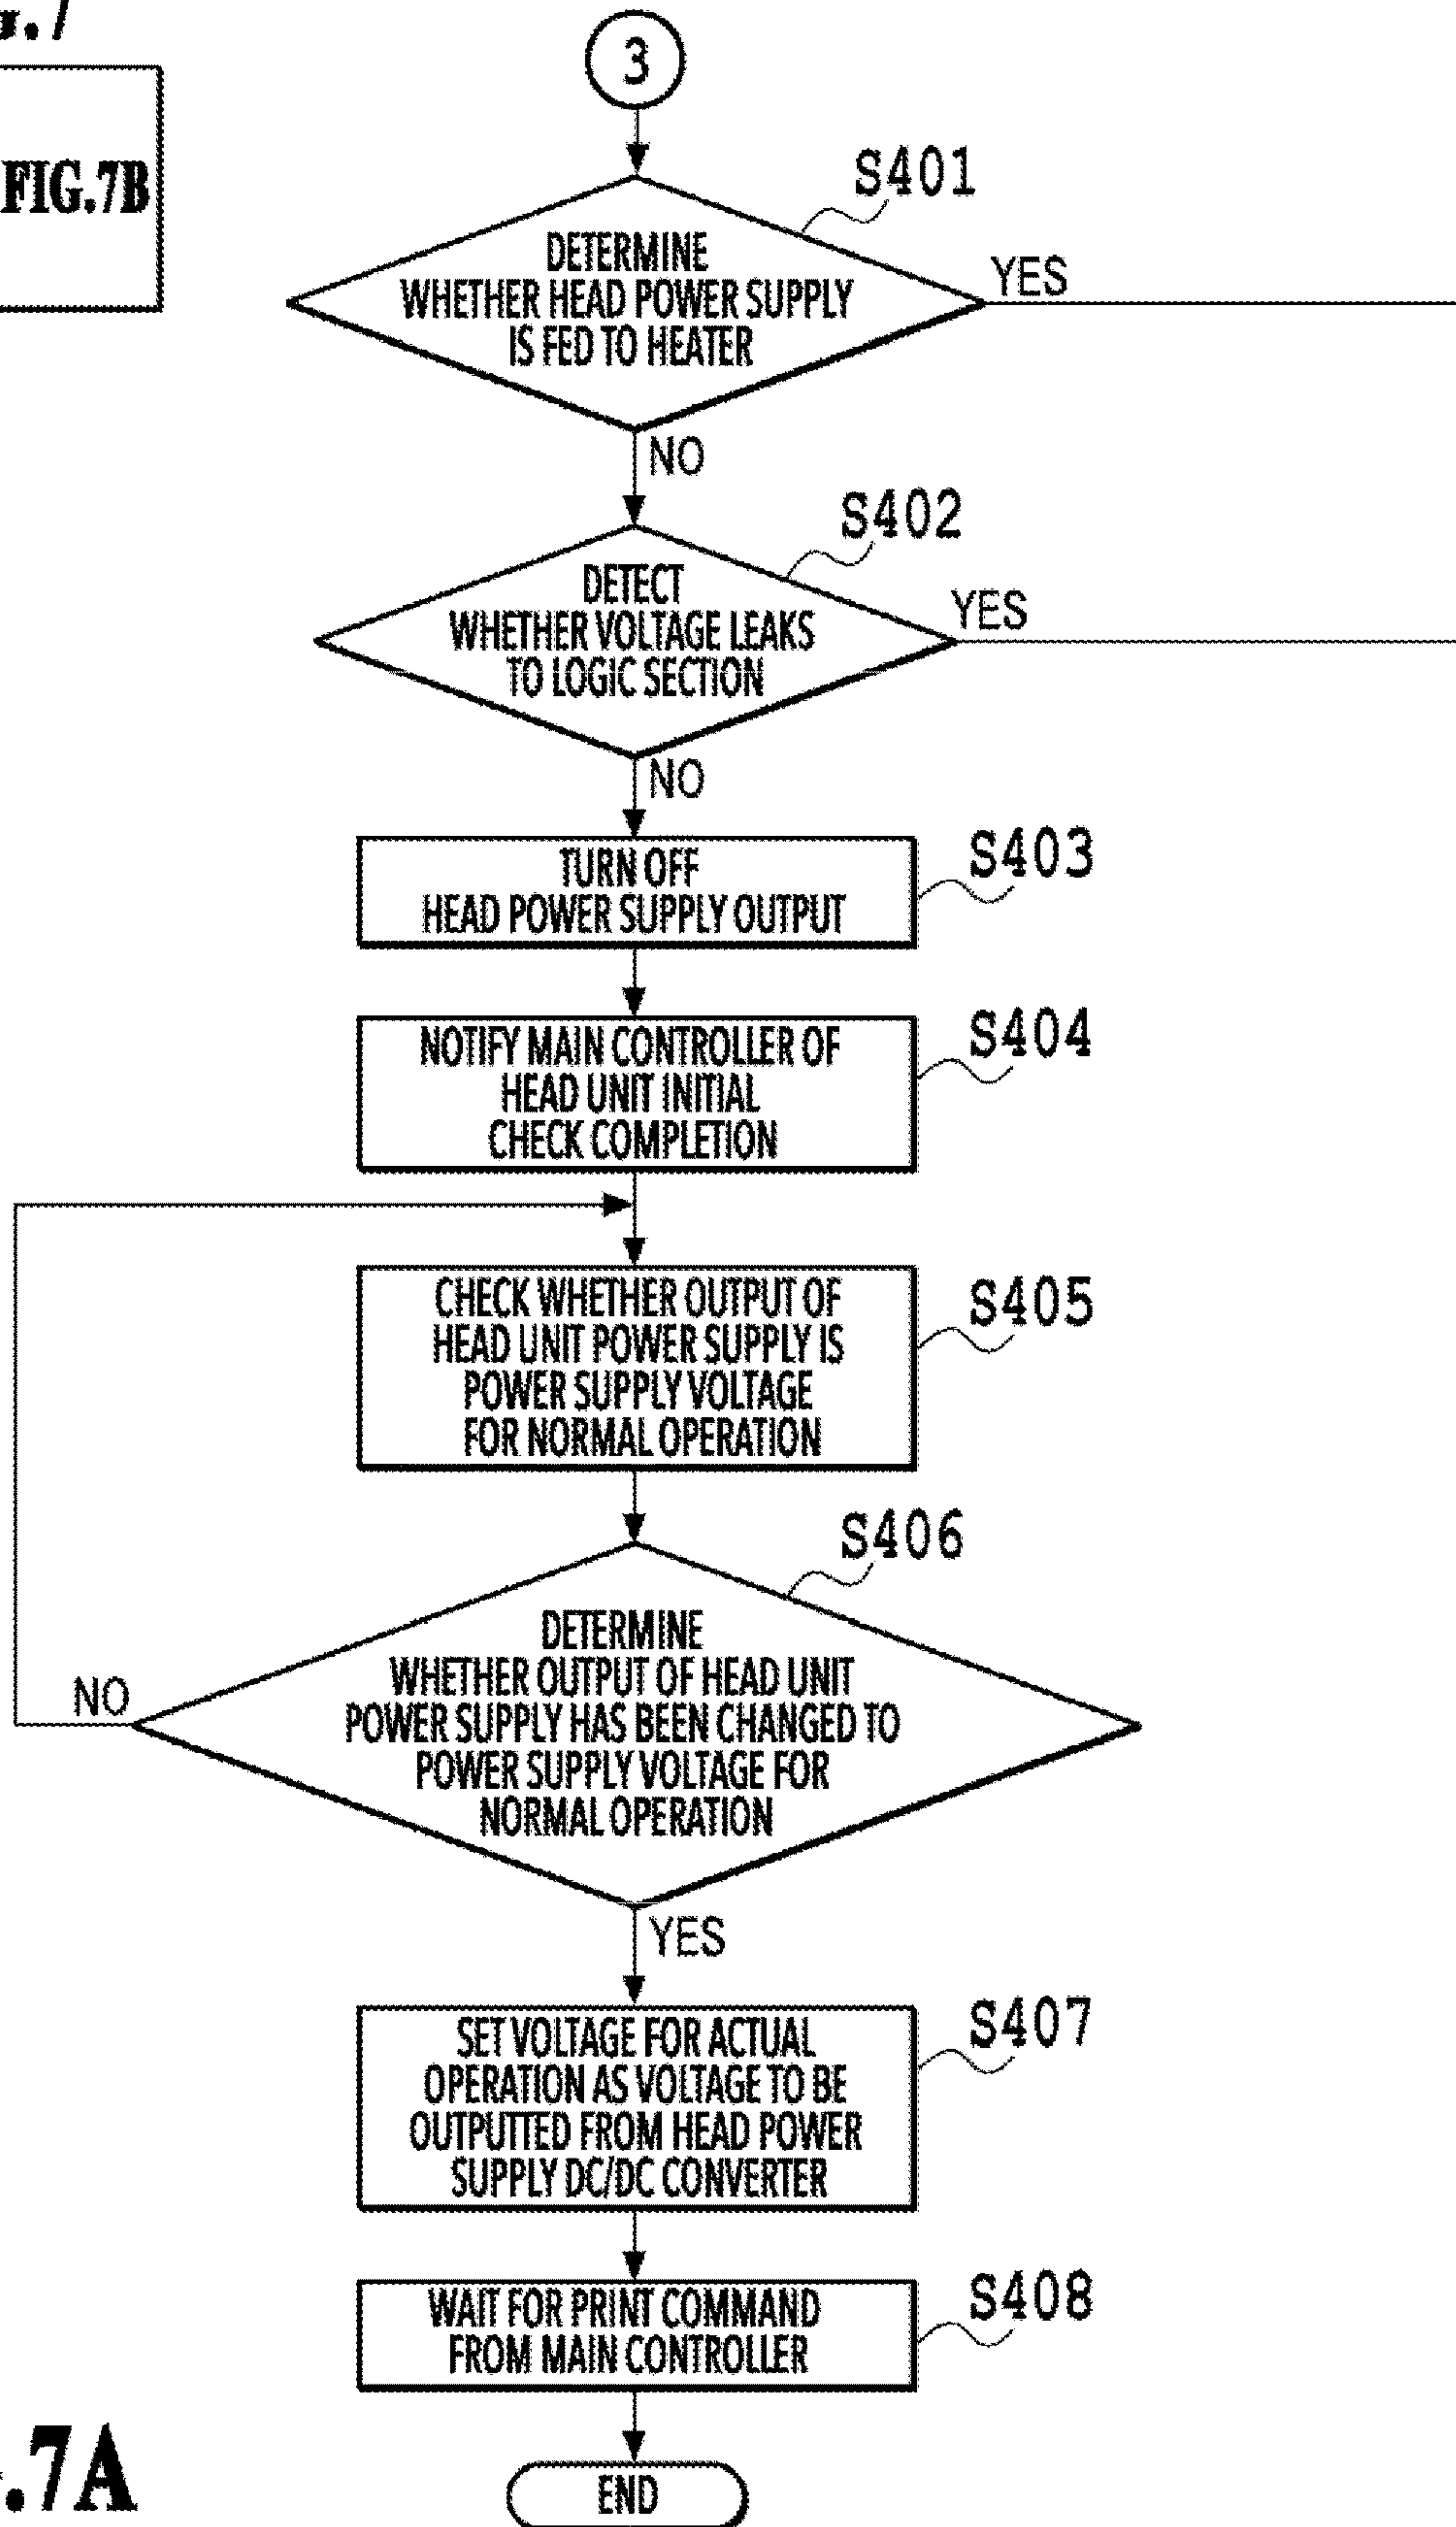 3
FIG.7B
S401
DETERMINE
WHETHER HEAD POWER SUPPLY
IS FED TO HEATER
YES
NO
S402
DETECT
WHETHER VOLTAGE LEAKS
TO LOGIC SECTION
YES
NO
S403
TURN OFF
HEAD POWER SUPPLY OUTPUT
S404
NOTIFY MAIN CONTROLLER OF
HEAD UNIT INITIAL
CHECK COMPLETION
S405
CHECK WHETHER OUTPUT OF
HEAD UNIT POWER SUPPLY IS
POWER SUPPLY VOLTAGE
FOR NORMAL OPERATION
S406
DETERMINE
WHETHER OUTPUT OF HEAD UNIT
POWER SUPPLY HAS BEEN CHANGED TO
POWER SUPPLY VOLTAGE FOR
NORMAL OPERATION
NO
YES
S407
SET VOLTAGE FOR ACTUAL
OPERATION AS VOLTAGE TO BE
OUTPUTTED FROM HEAD POWER
SUPPLY DC/DC CONVERTER
S408
WAIT FOR PRINT COMMAND
FROM MAIN CONTROLLER
END
.7A